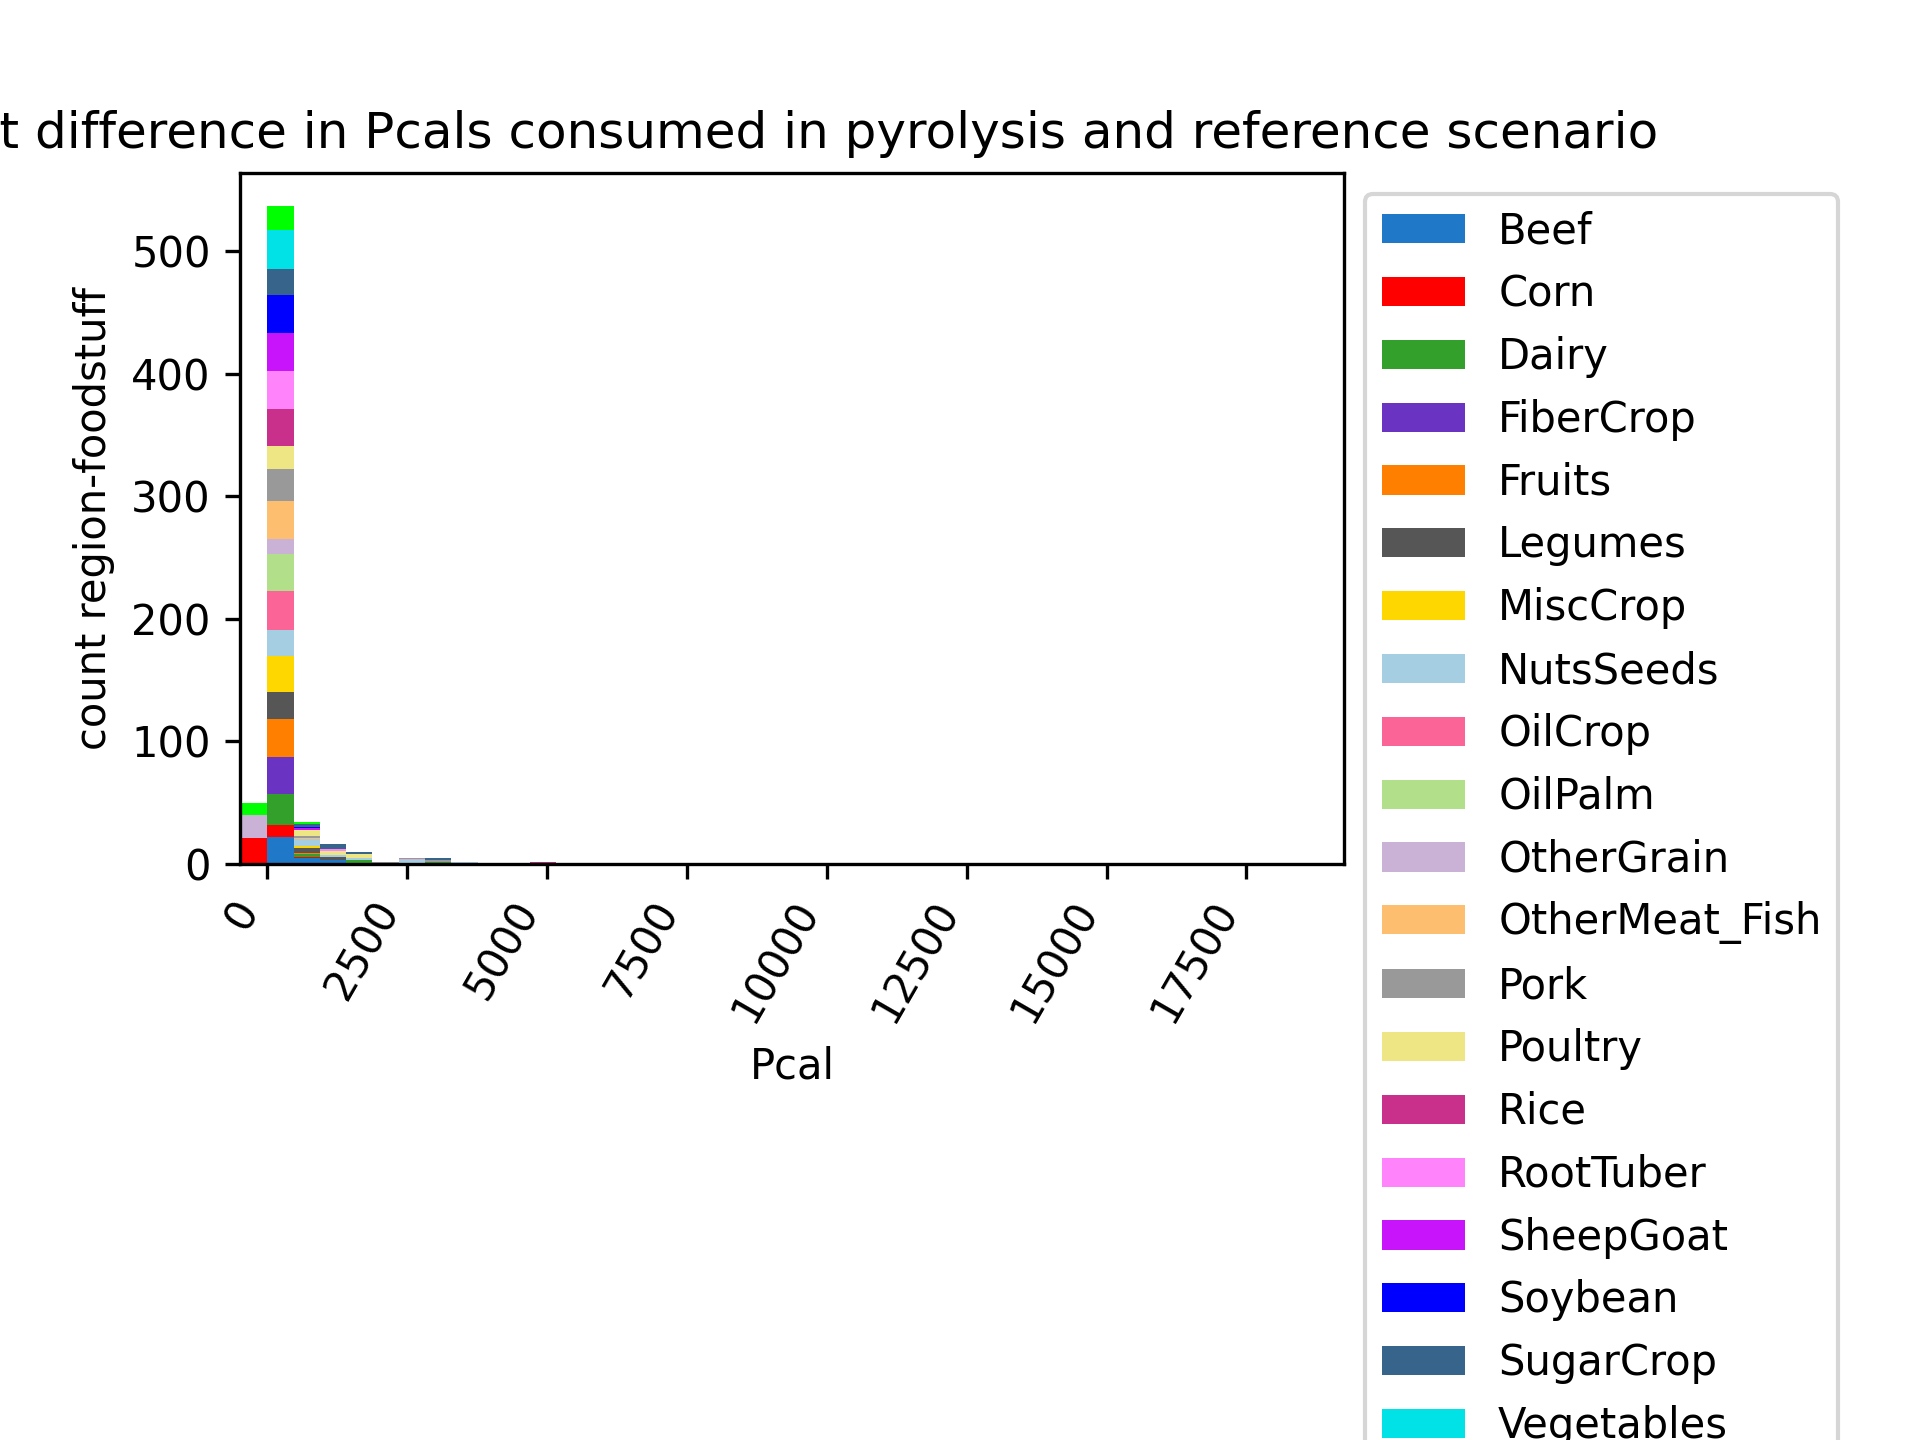 t difference in Pcals consumed in pyrolysis and reference scenario
count region-foodstuff
500
400
300
200
100
0
0
2500
5000
7500
10000
12500
15000
17500
Pcal
Beef
Corn
Dairy
FiberCrop
Fruits
Legumes
MiscCrop
NutsSeeds
OilCrop
OilPalm
OtherGrain
OtherMeat_Fish
Pork
Poultry
Rice
RootTuber
SheepGoat
Soybean
SugarCrop
Vegetables